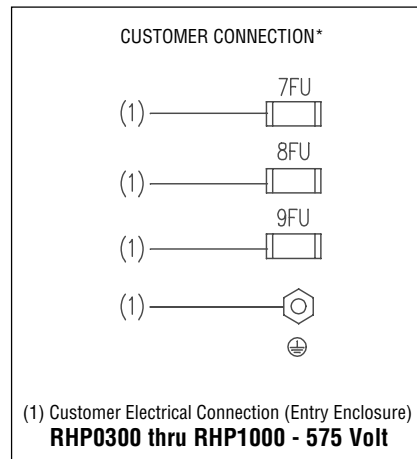 CUSTOMER CONNECTION*
7FU
(1)
8FU
(1)
9FU
(1)
(1)
(1) Customer Electrical Connection (Entry Enclosure)
RHP0300 thru RHP1000 - 575 Volt